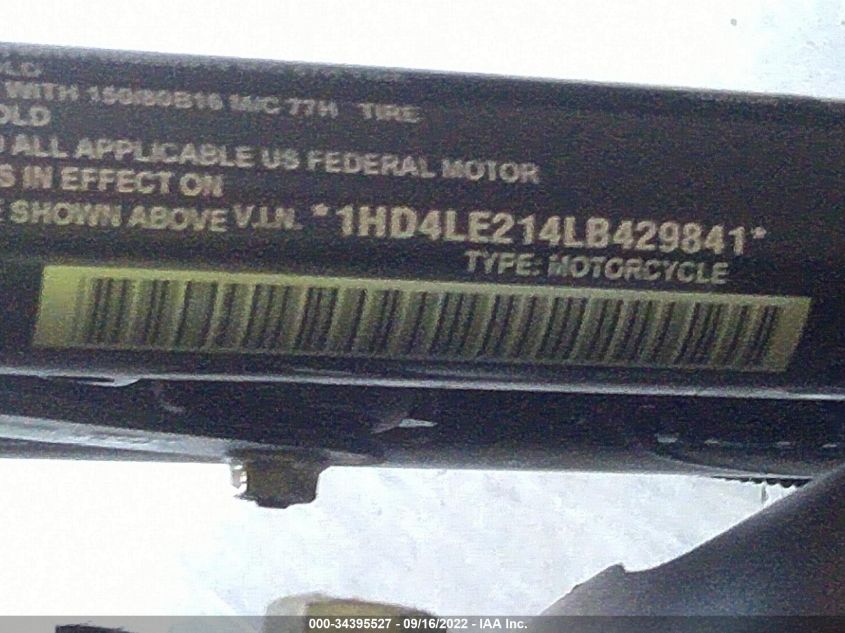 OLD
WITH 150/80B16 M/C 77H TIRE
OLD
ALL APPLICABLE US FEDERAL MOTOR
S IN EFFECT ON
E SHOWN ABOVE V.I.N. *1HD4LE214LB429841*
TYPE: MOTORCYCLE
000-34395527 - 09/16/2022 - IAA Inc.